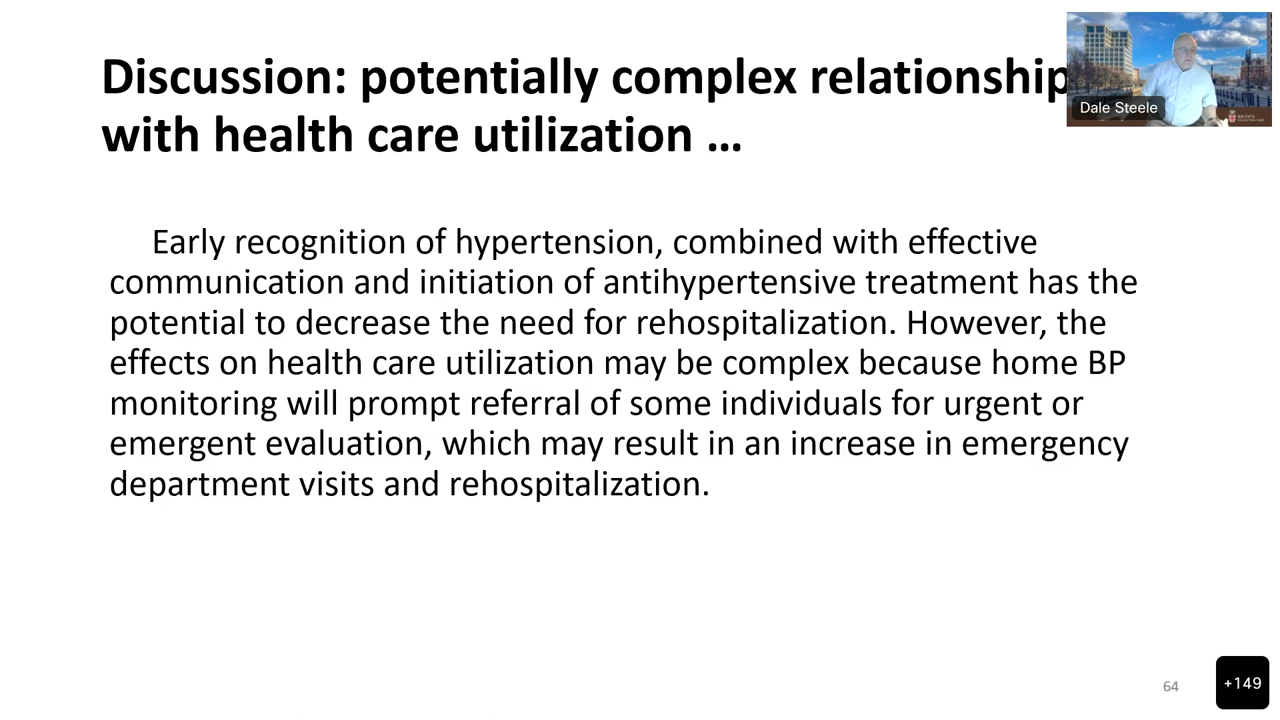 Discussion: potentially complex relationship
with health care utilization …
Dale Steele
Early recognition of hypertension, combined with effective
communication and initiation of antihypertensive treatment has the
potential to decrease the need for rehospitalization. However, the
effects on health care utilization may be complex because home BP
monitoring will prompt referral of some individuals for urgent or
emergent evaluation, which may result in an increase in emergency
department visits and rehospitalization.
64
+149